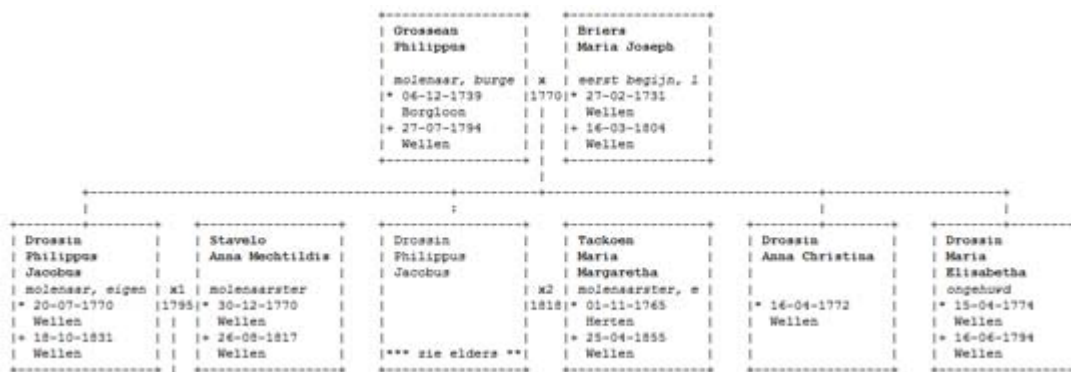 Grossean Briers
Philippus Maria Joseph
molenaar, burge x eerst begijn, l
* 06-12-1739 1770 * 27-02-1731
Borgloon Wellen
+ 27-07-1794 + 16-03-1804
Wellen Wellen
Drossin Stavelo Drossin Tackoen Drossin Drossin
Philippus Anna Mechtildis Philippus Maria Anna Christina Maria
Jacobus Jacobus Margaretha Elisabetha
molenaar, eigen x1 molenaarster x2 molenaarster, e ongehuwd
* 20-07-1770 1795 * 30-12-1770 1818 * 01-11-1765 * 16-04-1772 * 15-04-1774
Wellen Wellen Herten Wellen Wellen
+ 18-10-1831 + 26-08-1817 + 25-04-1855 + 16-06-1794
Wellen Wellen *** zie elders ** Wellen Wellen